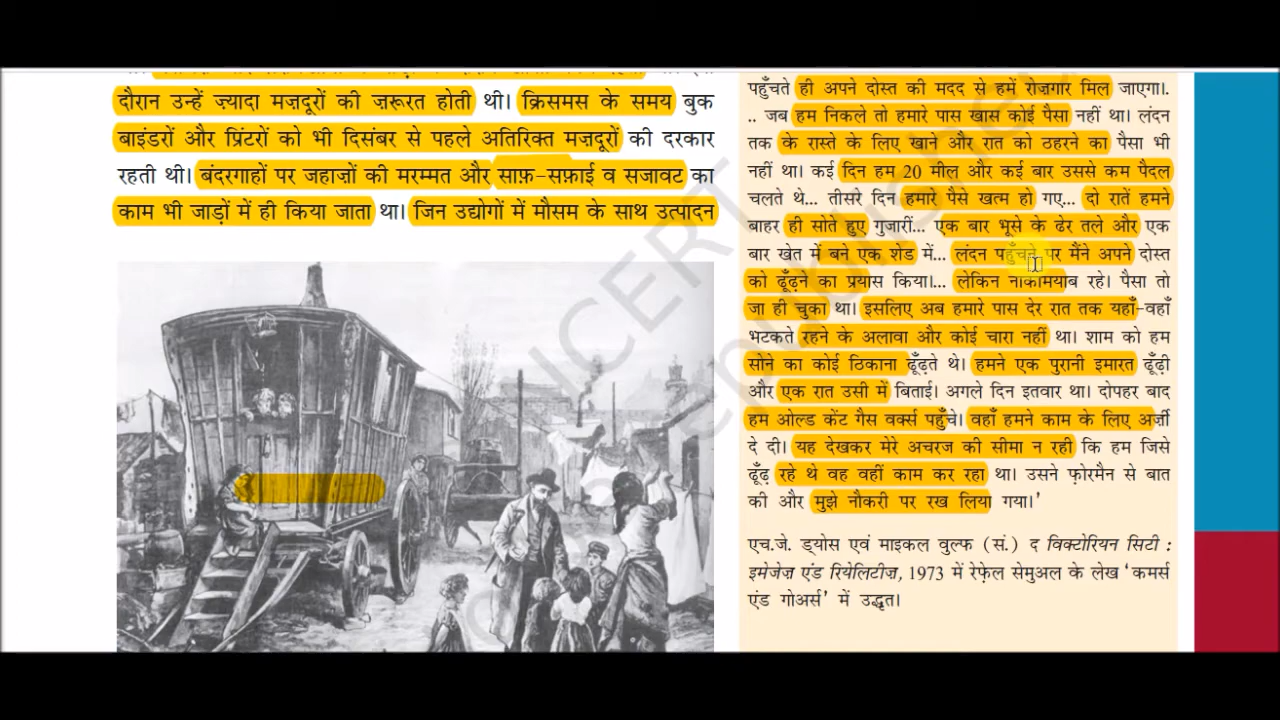 दौरान उन्हें ज्यादा मज़दूरों की ज़रूरत होती थी। क्रिसमस के समय बुक
बाइंडरों और प्रिंटरों को भी दिसंबर से पहले अतिरिक्त मज़दूरों की दरकार
रहती थी। बंदरगाहों पर जहाज़ों की मरम्मत और साफ़-सफ़ाई व सजावट का
काम भी जाड़ों में ही किया जाता था। जिन उद्योगों में मौसम के साथ उत्पादन
पहुँचते ही अपने दोस्त की मदद से हमें रोज़गार मिल जाएगा।.
.. जब हम निकले तो हमारे पास खास कोई पैसा नहीं था। लंदन
तक के रास्ते के लिए खाने और रात को ठहरने का पैसा भी
नहीं था। कई दिन हम 20 मील और कई बार उससे कम पैदल
चलते थे... तीसरे दिन हमारे पैसे खत्म हो गए... दो रातें हमने
बाहर ही सोते हुए गुज़ारीं... एक बार भूसे के ढेर तले और एक
बार खेत में बने एक शेड में... लंदन पहुँचने पर मैंने अपने दोस्त
को ढूँढ़ने का प्रयास किया।... लेकिन नाकामयाब रहे। पैसा तो
जा ही चुका था। इसलिए अब हमारे पास देर रात तक यहाँ-वहाँ
भटकते रहने के अलावा और कोई चारा नहीं था। शाम को हम
सोने का कोई ठिकाना ढूँढ़ते थे। हमने एक पुरानी इमारत ढूँढ़ी
और एक रात उसी में बिताई। अगले दिन इतवार था। दोपहर बाद
हम ओल्ड केंट गैस वर्क्स पहुँचे। वहाँ हमने काम के लिए अर्ज़ी
दे दी। यह देखकर मेरे अचरज की सीमा न रही कि हम जिसे
ढूँढ़ रहे थे वह वहीं काम कर रहा था। उसने फ़ोरमैन से बात
की और मुझे नौकरी पर रख लिया गया।'
एच.जे. ड्योस एवं माइकल वुल्फ (सं.) द विक्टोरियन सिटी :
इमेजेज़ एंड रियेलिटीज, 1973 में रेफ़ेल सेमुअल के लेख 'कमर्स
एंड गोअर्स' में उद्धृत।